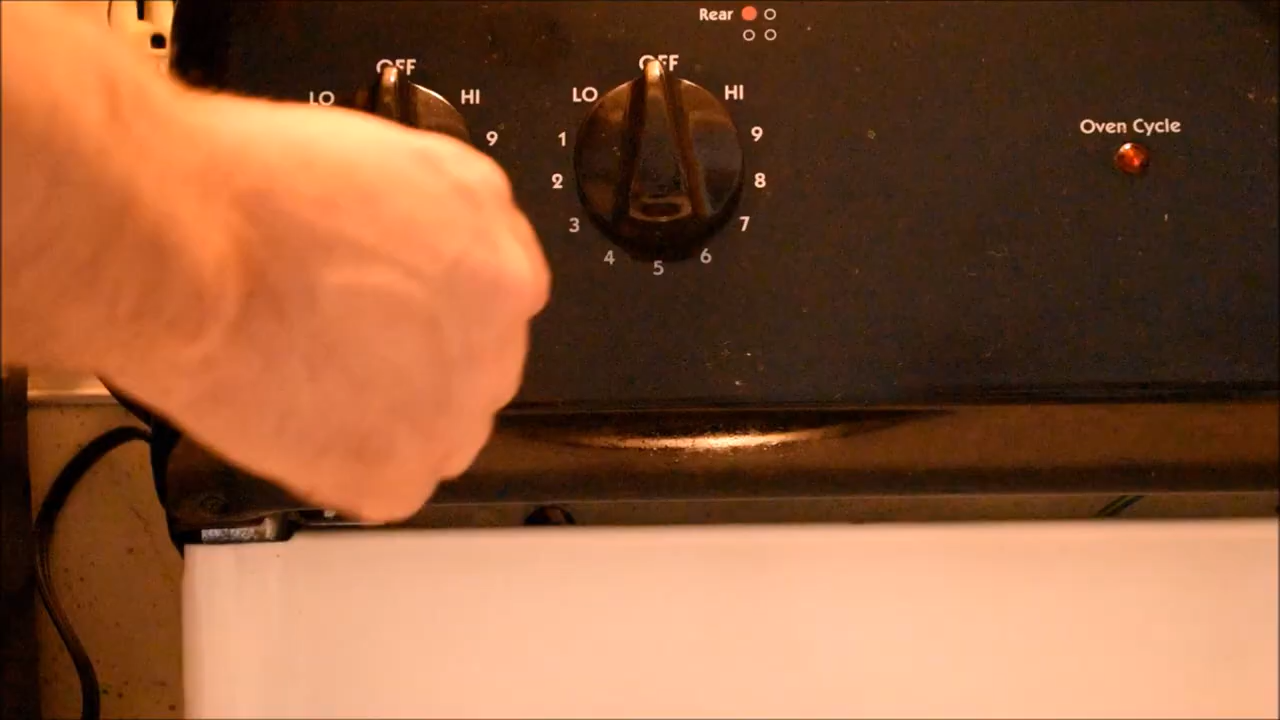 Rear
OFF
LO HI
9
OFF
LO HI
1 9
2 8
3 7
4 6
5
Oven Cycle